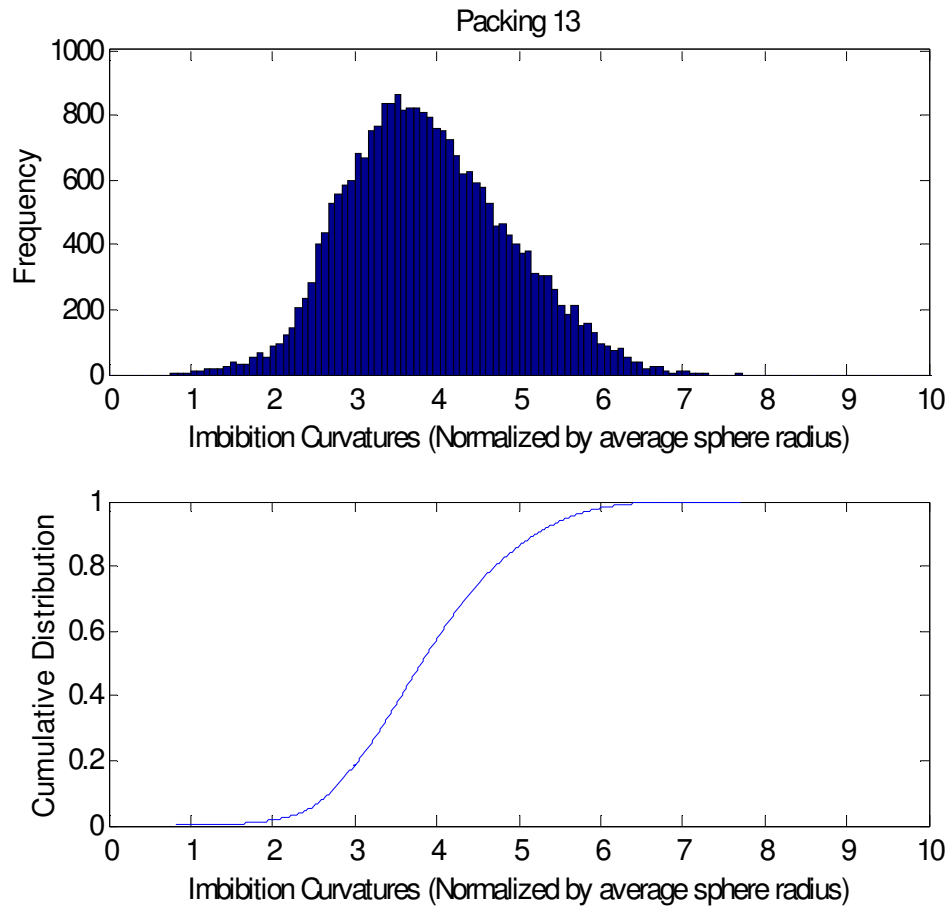 Packing 13
1000
800
600
400
200
0
Frequency
0 1 2 3 4 5 6 7 8 9 10
Imbibition Curvatures (Normalized by average sphere radius)
1
0.8
0.6
0.4
0.2
0
Cumulative Distribution
0 1 2 3 4 5 6 7 8 9 10
Imbibition Curvatures (Normalized by average sphere radius)